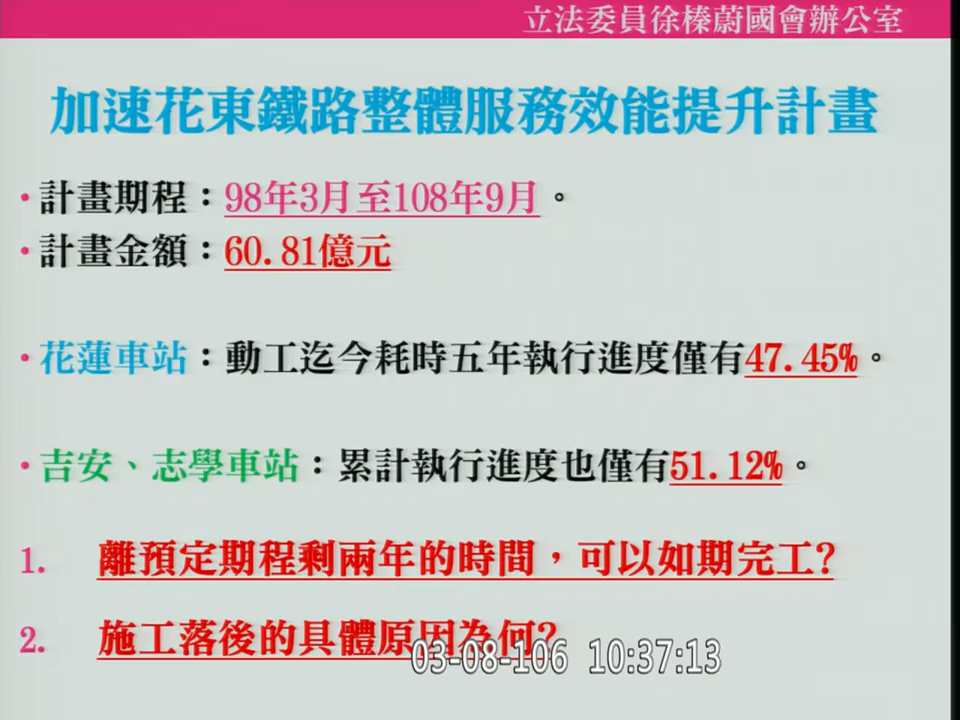 立法委員徐榛蔚國會辦公室
加速花東鐵路整體服務效能提升計畫
•計畫期程：98年3月至108年9月。
•計畫金額：60.81億元
•花蓮車站：動工迄今耗時五年執行進度僅有47.45%。
•吉安、志學車站：累計執行進度也僅有51.12%。
1. 離預定期程剩兩年的時間，可以如期完工?
2. 施工落後的具體原因為何?
03-08-106 10:37:13